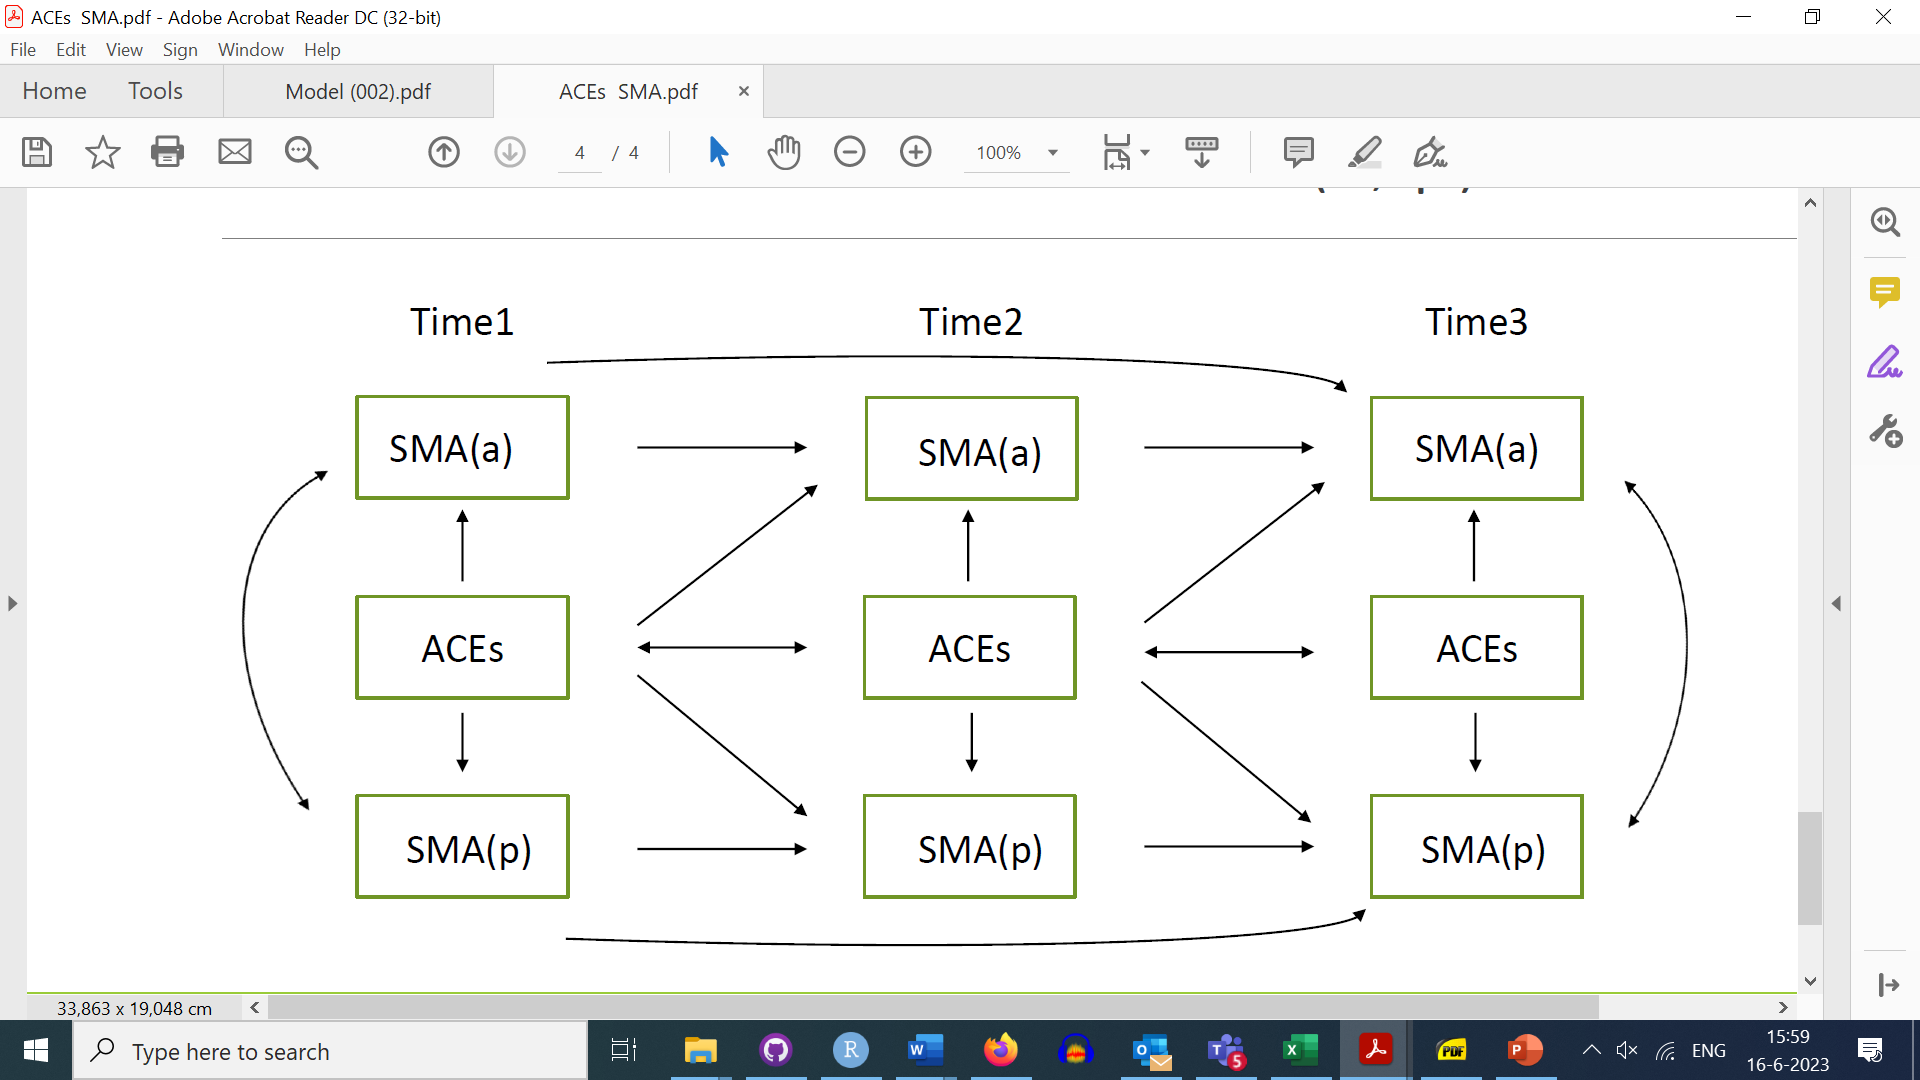 ACEs  SMA.pdf - Adobe Acrobat Reader DC (32-bit)
File Edit View Sign Window Help
Home Tools Model (002).pdf ACEs  SMA.pdf ×
4 / 4 100%
Time1 Time2 Time3
SMA(a) SMA(a) SMA(a)
ACEs ACEs ACEs
SMA(p) SMA(p) SMA(p)
33,863 x 19,048 cm
Type here to search
R W T 5 X PDF P ENG
15:59
16-6-2023